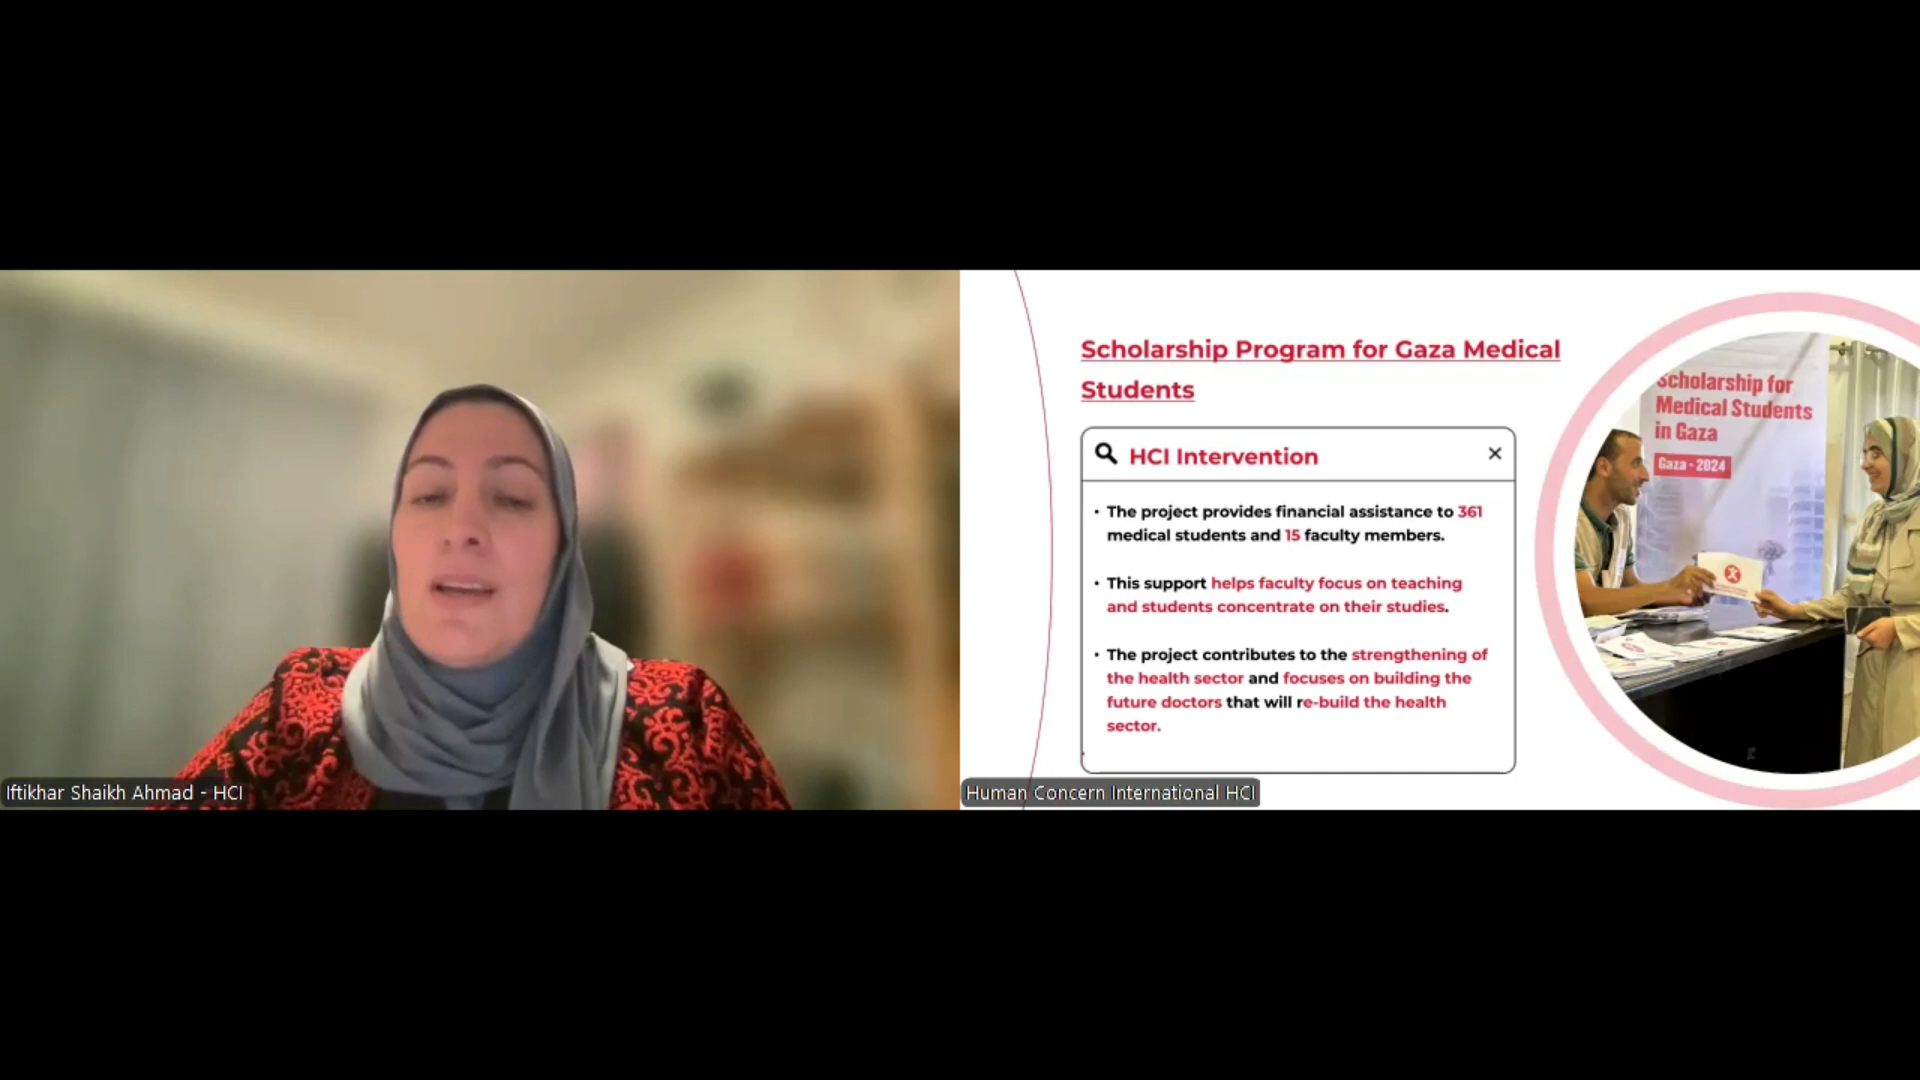 Iftikhar Shaikh Ahmad - HCI
Scholarship Program for Gaza Medical
Students
HCI Intervention
• The project provides financial assistance to 361
medical students and 15 faculty members.
• This support helps faculty focus on teaching
and students concentrate on their studies.
• The project contributes to the strengthening of
the health sector and focuses on building the
future doctors that will re-build the health
sector.
Scholarship for
Medical Students
in Gaza
Gaza - 2024
Human Concern International HCI